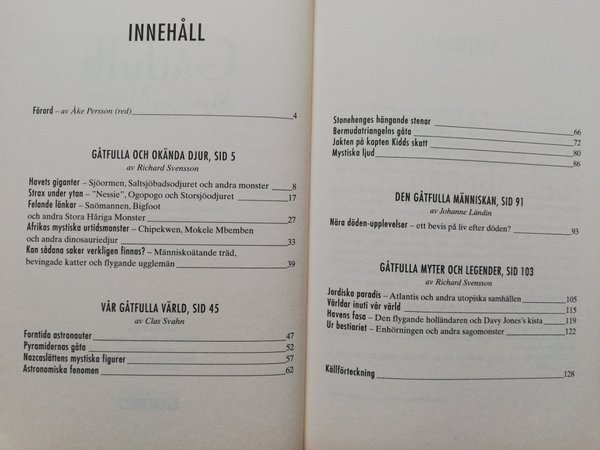 INNEHÅLL
Förord – av Åke Persson (red) 4
GÅTFULLA OCH OKÄNDA DJUR, SID 5
av Richard Svensson
Havets giganter – Sjöormen, Saltsjöbadsodjuret och andra monster 8
Strax under ytan – "Nessie", Ogopogo och Storsjöodjuret 17
Felande länkar – Snömannen, Bigfoot
och andra Stora Håriga Monster 27
Afrikas mystiska urtidsmonster – Chipekwen, Mokele Mbemben
och andra dinosauriedjur 33
Kan sådana saker verkligen finnas? – Människoätande träd,
bevingade katter och flygande ugglemän 39
VÅR GÅTFULLA VÄRLD, SID 45
av Clas Svahn
Forntida astronauter 47
Pyramidernas gåta 52
Nazcaslättens mystiska figurer 57
Astronomiska fenomen 62
Stonehenges hängande stenar 66
Bermudatriangelns gåta 72
Jakten på kapten Kidds skatt 80
Mystiska ljud 86
DEN GÅTFULLA MÄNNISKAN, SID 91
av Johanne Ländin
Nära döden-upplevelser – ett bevis på liv efter döden? 93
GÅTFULLA MYTER OCH LEGENDER, SID 103
av Richard Svensson
Jordiska paradis – Atlantis och andra utopiska samhällen 105
Världar inuti vår värld 115
Havens fasa – Den flygande holländaren och Davy Jones's kista 119
Ur bestiariet – Enhörningen och andra sagomonster 122
Källförteckning 128